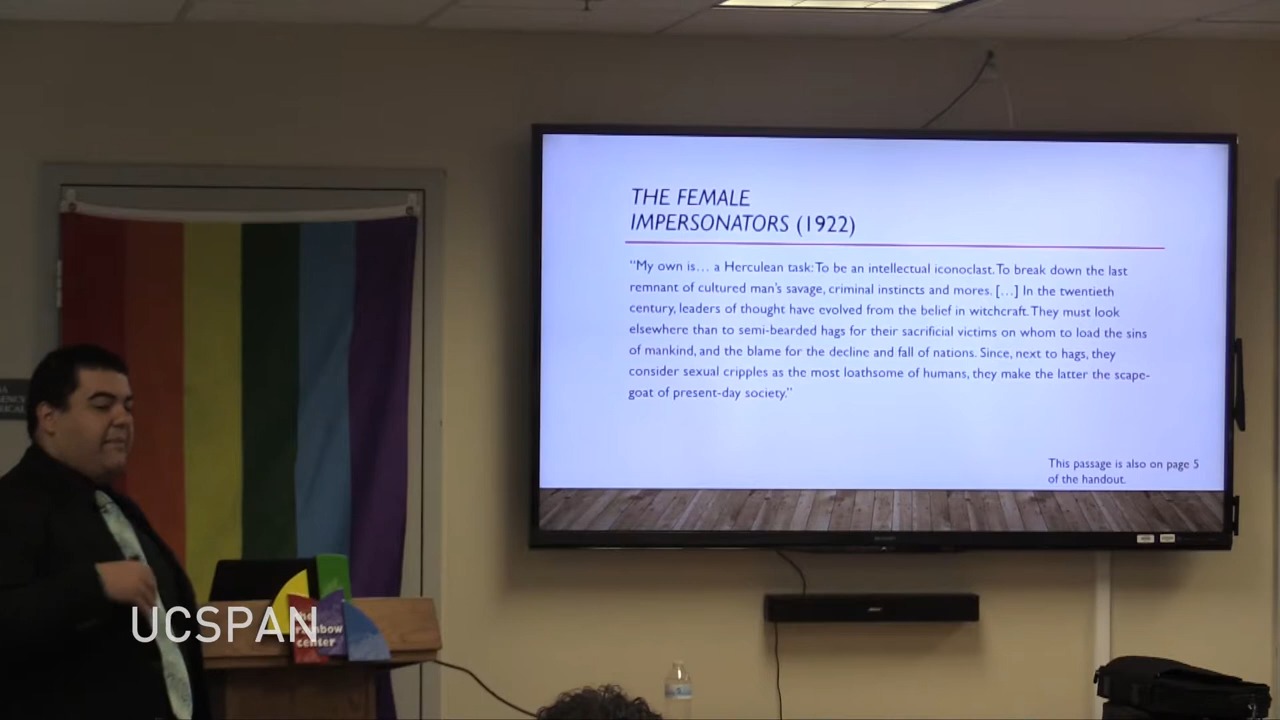 THE FEMALE
IMPERSONATORS (1922)
"My own is... a Herculean task: To be an intellectual iconoclast. To break down the last
remnant of cultured man's savage, criminal instincts and mores. [...] In the twentieth
century, leaders of thought have evolved from the belief in witchcraft. They must look
elsewhere than to semi-bearded hags for their sacrificial victims on whom to load the sins
of mankind, and the blame for the decline and fall of nations. Since, next to hags, they
consider sexual cripples as the most loathsome of humans, they make the latter the scape-
goat of present-day society."
This passage is also on page 5
of the handout.
UCSPAN
rainbow
center